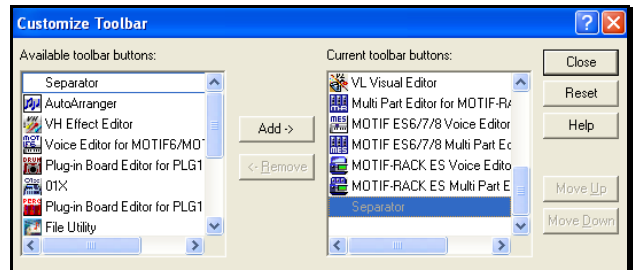 Customize Toolbar
Available toolbar buttons:
Separator
AutoArranger
VH Effect Editor
Voice Editor for MOTIF6/MO
Plug-in Board Editor for PLG1
01X
Plug-in Board Editor for PLG1
File Utility
Add ->
<- Remove
Current toolbar buttons:
VL Visual Editor
Multi Part Editor for MOTIF-RA
MOTIF ES6/7/8 Voice Editor
MOTIF ES6/7/8 Multi Part Ec
MOTIF-RACK ES Voice Edito
MOTIF-RACK ES Multi Part E
Separator
Close
Reset
Help
Move Up
Move Down